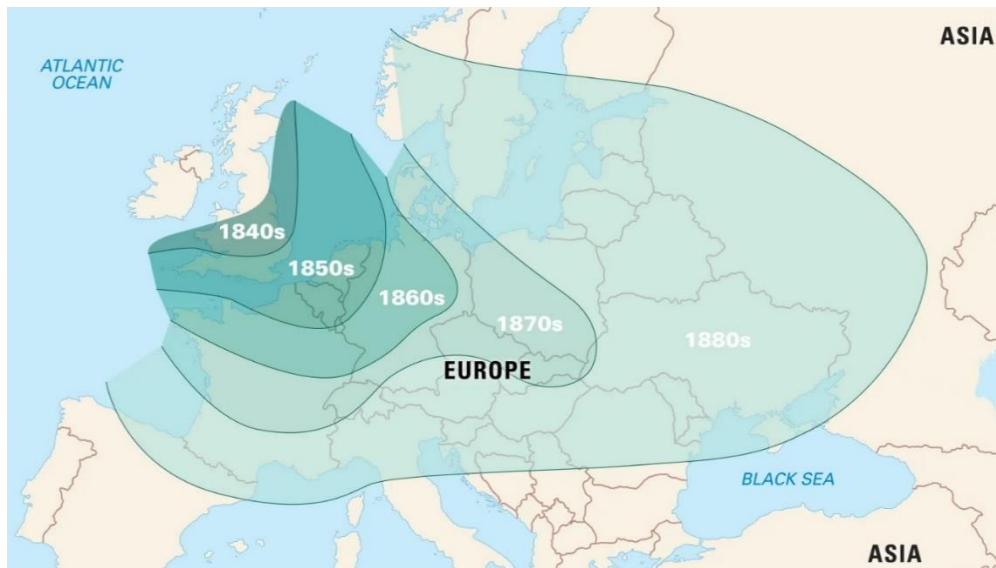 ASIA
ATLANTIC
OCEAN
1840s
1850s
1860s
1870s
1880s
EUROPE
BLACK SEA
ASIA